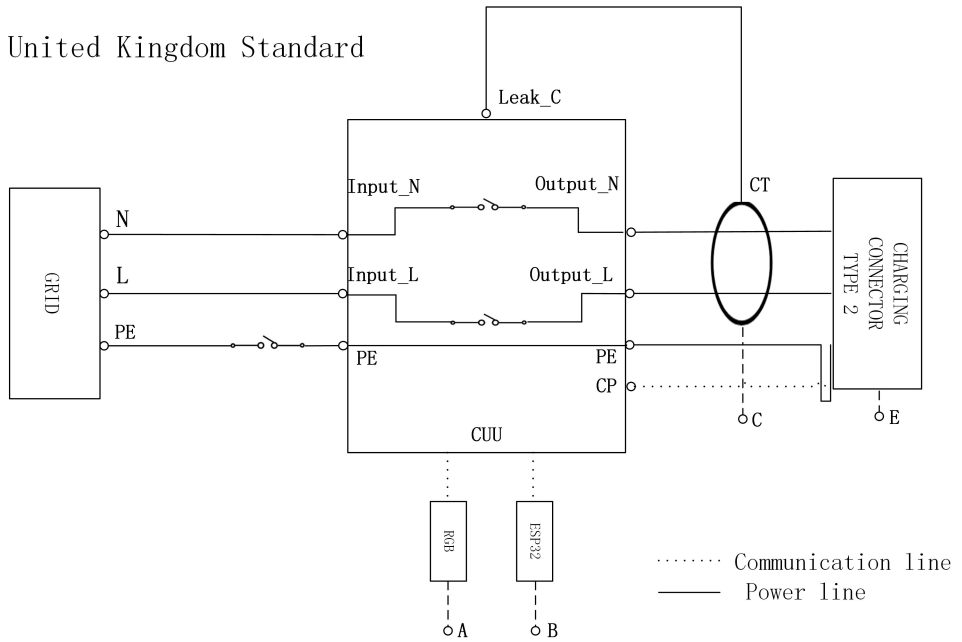 United Kingdom Standard
Leak_C
Input_N
Output_N
CT
N
Input_L
Output_L
L
GRID
CHARGING
CONNECTOR
TYPE 2
PE
PE
PE
CP
C
E
CUU
RGB
ESP32
Communication line
Power line
A
B